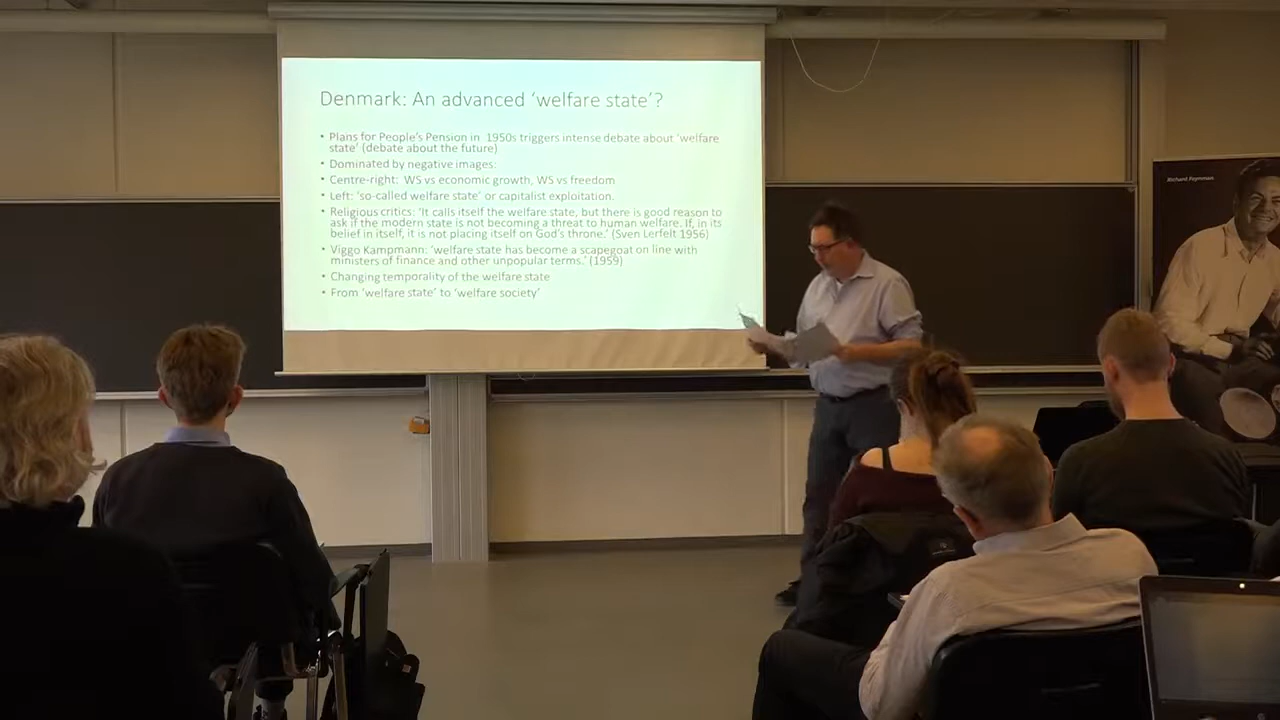 Denmark: An advanced ‘welfare state’?
• Plans for People’s Pension in 1950s triggers intense debate about ‘welfare
state’ (debate about the future)
• Dominated by negative images:
• Centre-right: WS vs economic growth, WS vs freedom
• Left: ‘so-called welfare state’ or capitalist exploitation.
• Religious critics: ‘It calls itself the welfare state, but there is good reason to
ask if the modern state is not becoming a threat to human welfare. If, in its
belief in itself, it is not placing itself on God’s throne.’ (Sven Lerfelt 1956)
• Viggo Kampmann: ‘welfare state has become a scapegoat on line with
ministers of finance and other unpopular terms.’ (1959)
• Changing temporality of the welfare state
• From ‘welfare state’ to ‘welfare society’
Richard Feynman